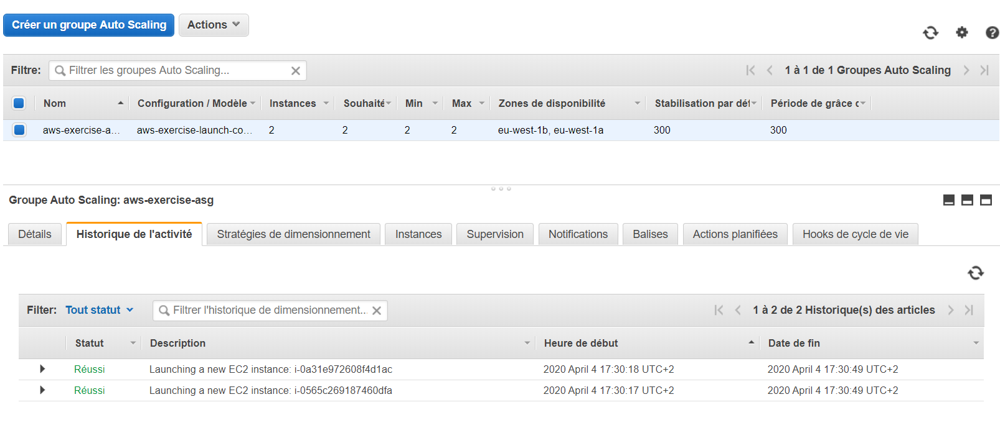 Créer un groupe Auto Scaling Actions
Filtre: Filtrer les groupes Auto Scaling... 1 à 1 de 1 Groupes Auto Scaling
Nom Configuration / Modèle Instances Souhaité Min Max Zones de disponibilité Stabilisation par déf Période de grâce c
aws-exercise-a... aws-exercise-launch-co... 2 2 2 2 eu-west-1b, eu-west-1a 300 300
Groupe Auto Scaling: aws-exercise-asg
Détails Historique de l'activité Stratégies de dimensionnement Instances Supervision Notifications Balises Actions planifiées Hooks de cycle de vie
Filter: Tout statut Filtrer l'historique de dimensionnement... 1 à 2 de 2 Historique(s) des articles
Statut Description Heure de début Date de fin
Réussi Launching a new EC2 instance: i-0a31e972608f4d1ac 2020 April 4 17:30:18 UTC+2 2020 April 4 17:30:49 UTC+2
Réussi Launching a new EC2 instance: i-0565c269187460dfa 2020 April 4 17:30:17 UTC+2 2020 April 4 17:30:49 UTC+2